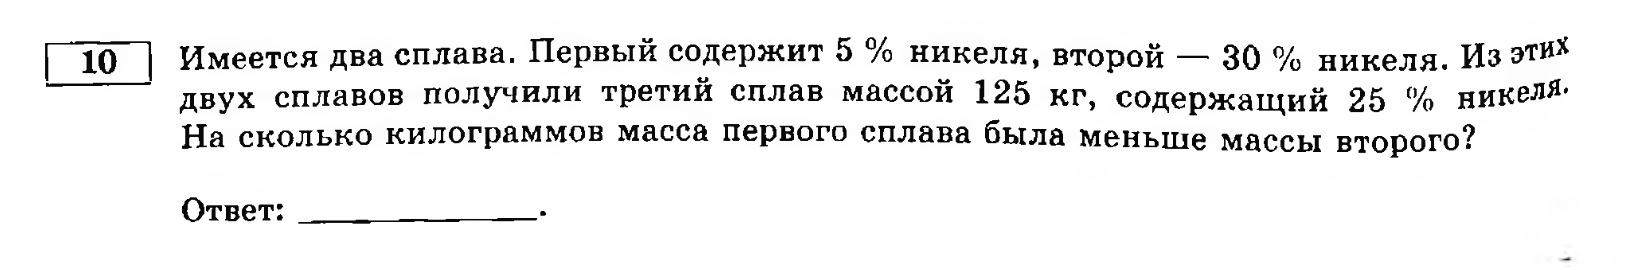 10 Имеется два сплава. Первый содержит 5 % никеля, второй — 30 % никеля. Из этих
двух сплавов получили третий сплав массой 125 кг, содержащий 25 % никеля.
На сколько килограммов масса первого сплава была меньше массы второго?
Ответ: ______________.